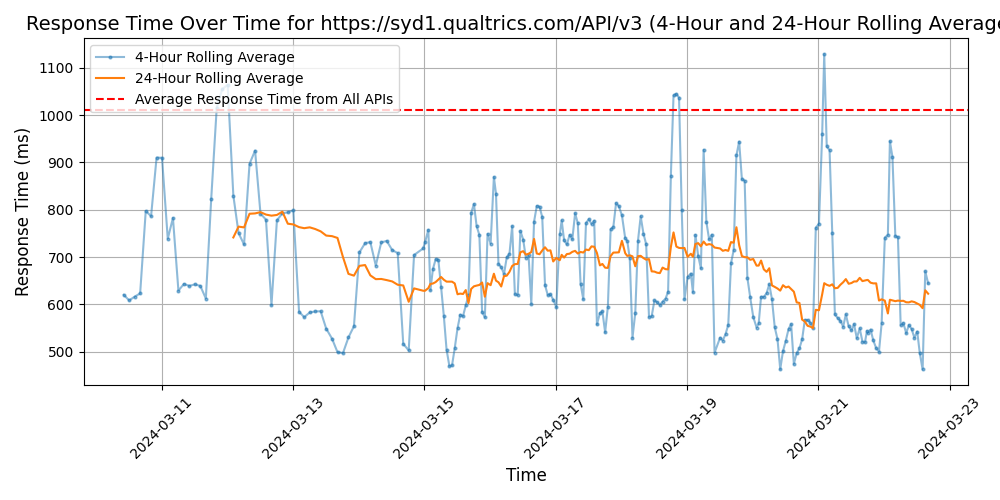 Response Time Over Time for https://syd1.qualtrics.com/API/v3 (4-Hour and 24-Hour Rolling Average
4-Hour Rolling Average
24-Hour Rolling Average
Average Response Time from All APIs
Response Time (ms)
1100
1000
900
800
700
600
500
2024-03-11
2024-03-13
2024-03-15
2024-03-17
2024-03-19
2024-03-21
2024-03-23
Time